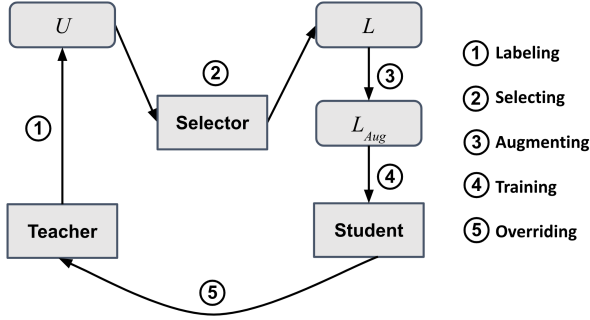 U
L
① Labeling
②
Selector
③
② Selecting
①
L_Aug
③ Augmenting
④
④ Training
Teacher
Student
⑤ Overriding
⑤